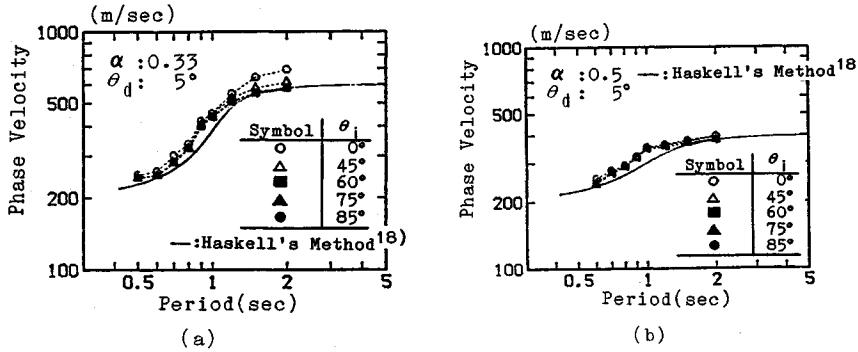 (m/sec)
1000
500
200
100
Phase Velocity
α :0.33
θd: 5°
Symbol θi
0°
45°
60°
75°
85°
—:Haskell's Method18)
0.5 1 2 5
Period(sec)
(a)
(m/sec)
1000
500
200
100
Phase Velocity
α :0.5 —:Haskell's Method18
θd: 5°
Symbol θi
0°
45°
60°
75°
85°
0.5 1 2 5
Period(sec)
(b)